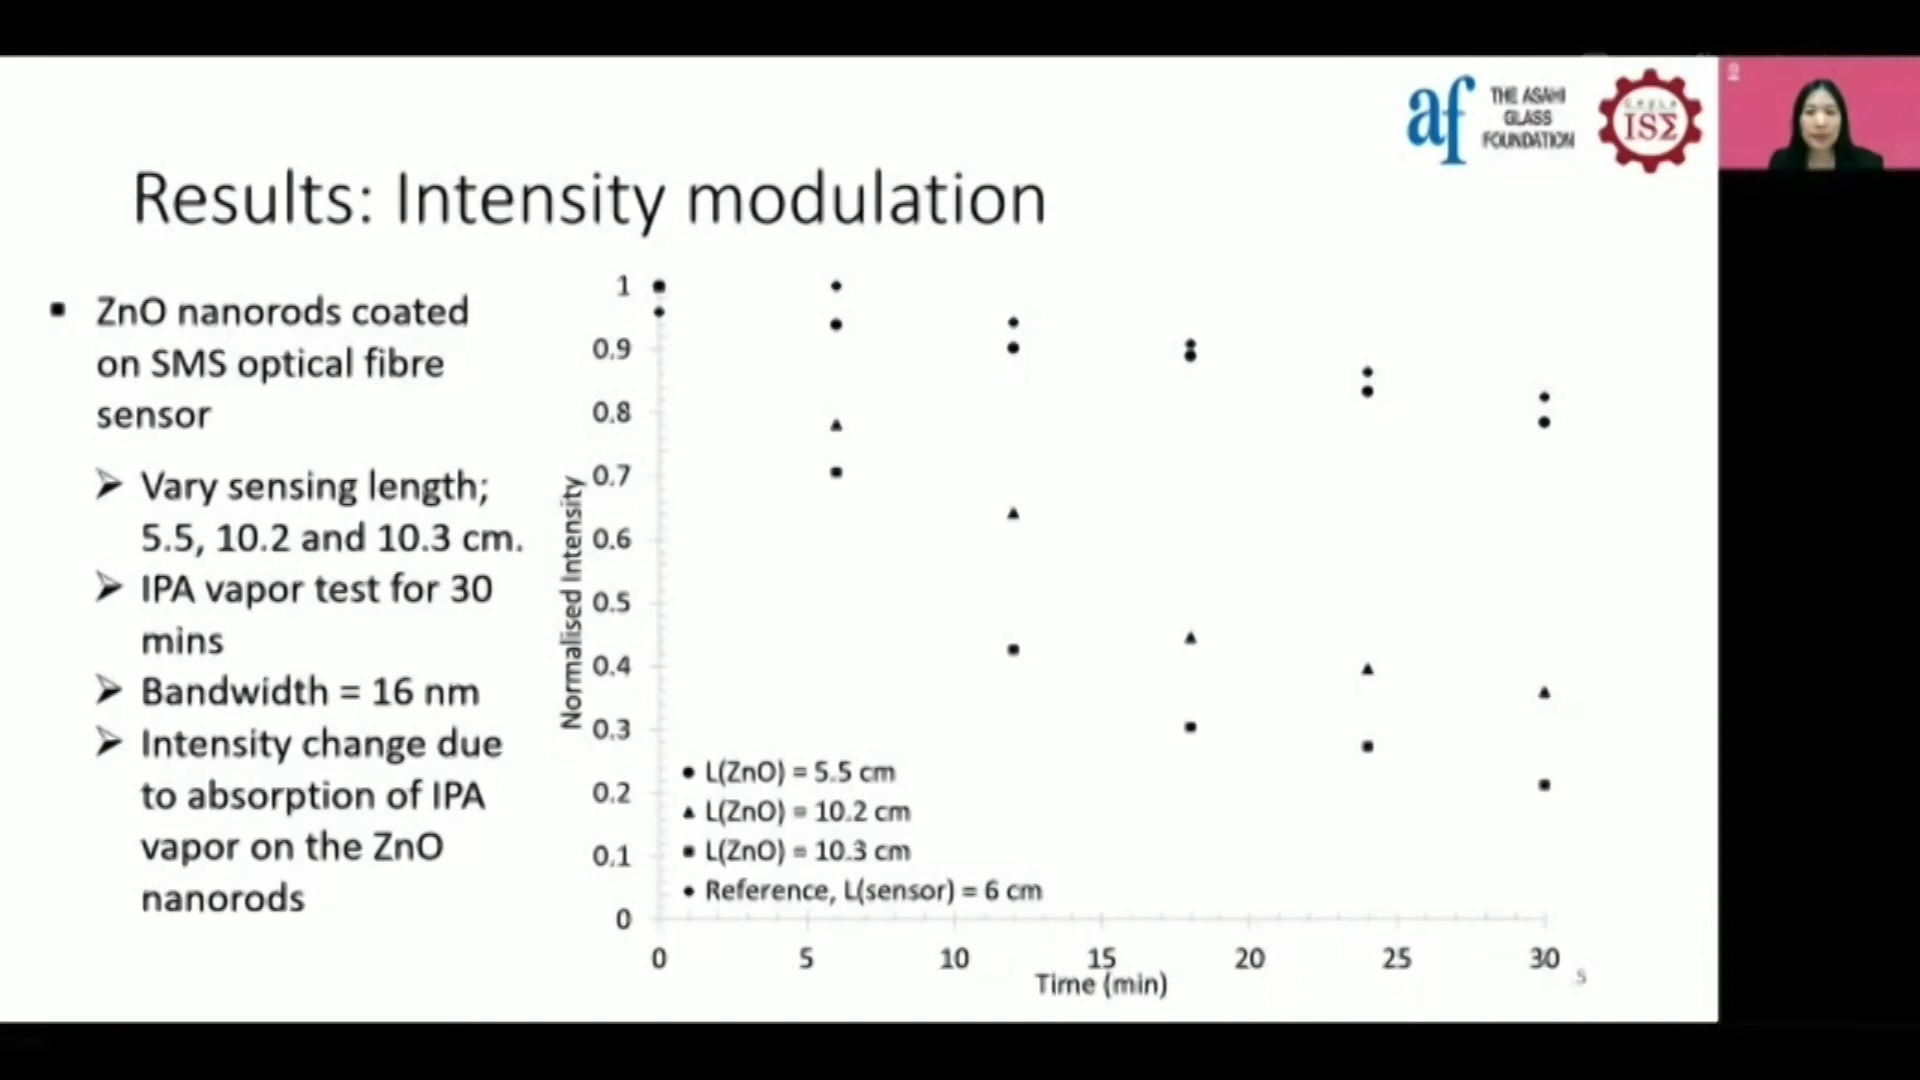 af THE ASAHI
GLASS
FOUNDATION
ISΣ
Results: Intensity modulation
▪ ZnO nanorods coated
on SMS optical fibre
sensor
➢ Vary sensing length;
5.5, 10.2 and 10.3 cm.
➢ IPA vapor test for 30
mins
➢ Bandwidth = 16 nm
➢ Intensity change due
to absorption of IPA
vapor on the ZnO
nanorods
Normalised Intensity
1
0.9
0.8
0.7
0.6
0.5
0.4
0.3
0.2
0.1
0
L(ZnO) = 5.5 cm
L(ZnO) = 10.2 cm
L(ZnO) = 10.3 cm
Reference, L(sensor) = 6 cm
0 5 10 15 20 25 30
Time (min)
5